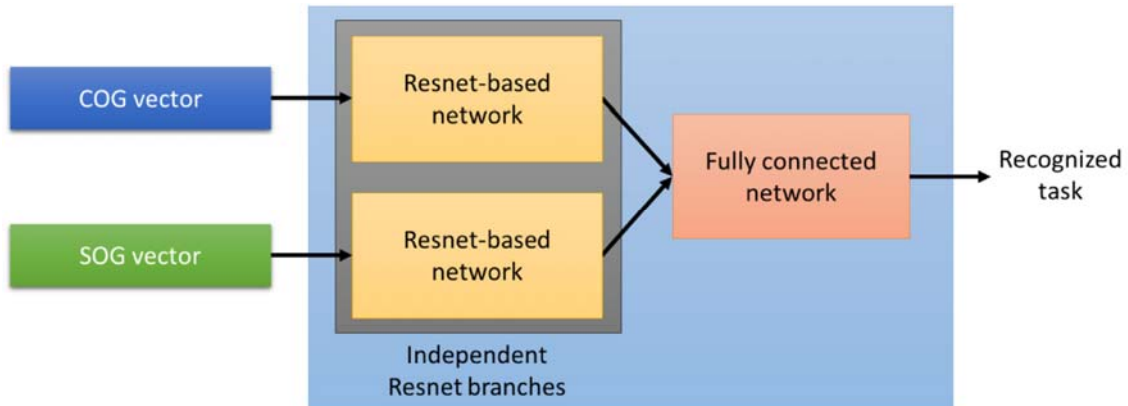 COG vector
Resnet-based
network
SOG vector
Resnet-based
network
Independent
Resnet branches
Fully connected
network
Recognized
task